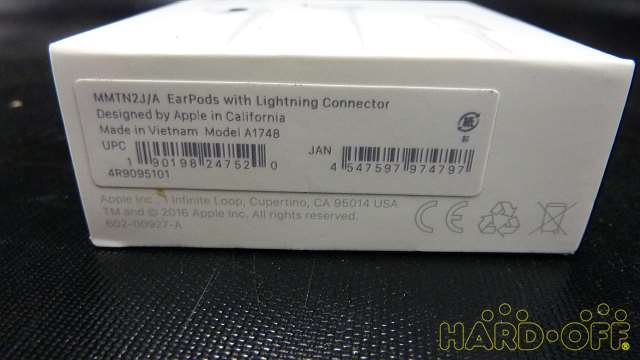 MMTN2J/A EarPods with Lightning Connector
Designed by Apple in California
Made in Vietnam Model A1748
UPC
1 90198 24752 0
JAN
4 547597 974797
4R9095101
紙
Apple Inc., 1 Infinite Loop, Cupertino, CA 95014 USA
TM and © 2016 Apple Inc. All rights reserved.
602-00927-A
CE
HARD·OFF®